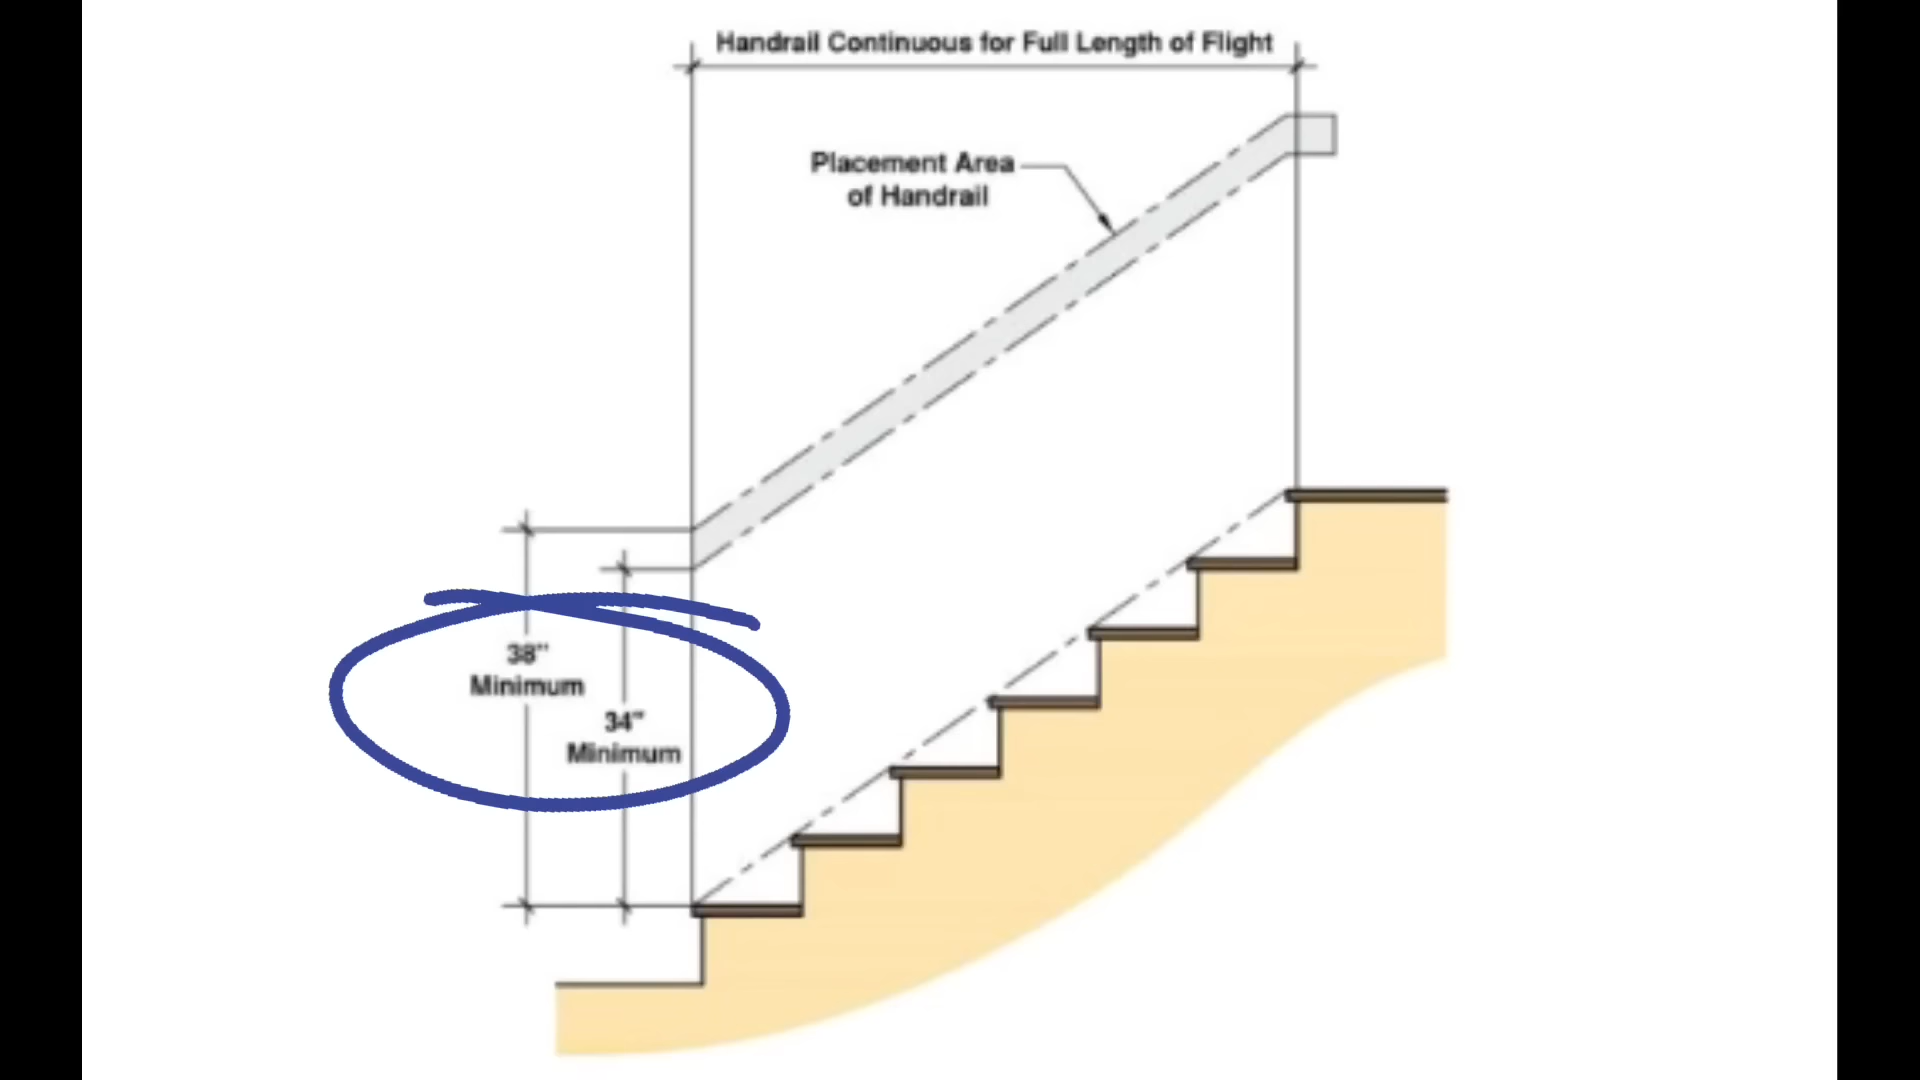 Handrail Continuous for Full Length of Flight
Placement Area
of Handrail
38"
Minimum
34"
Minimum